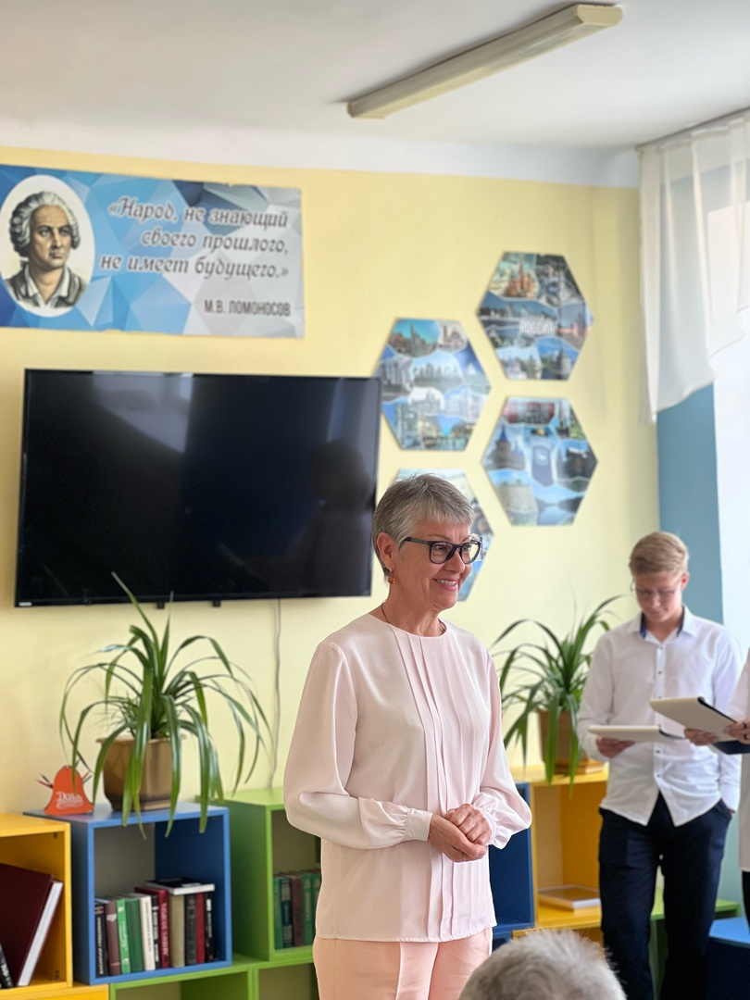 «Народ, не знающий
своего прошлого,
не имеет будущего.»
М.В. ЛОМОНОСОВ